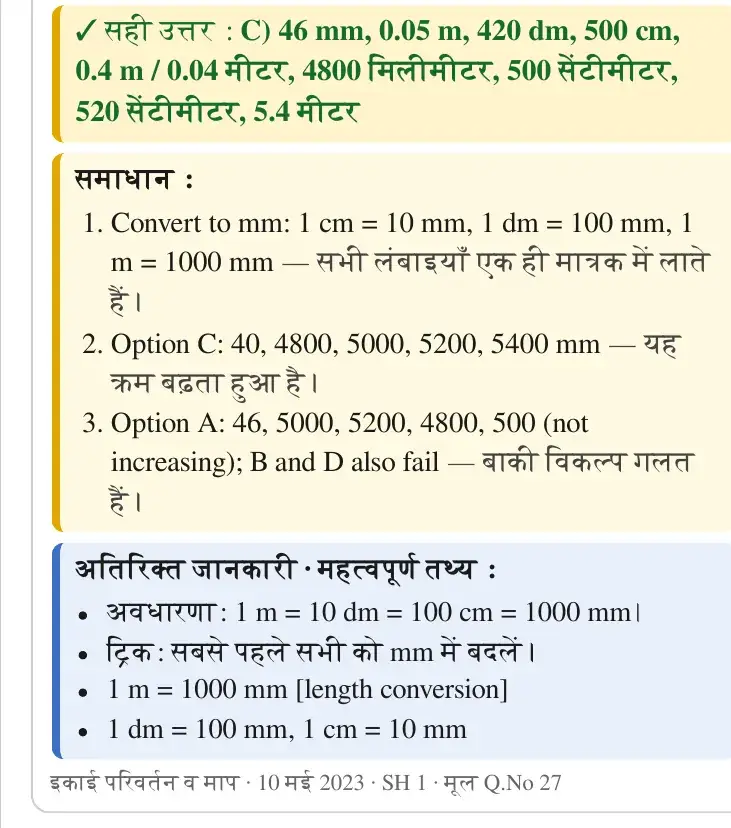 ✓ सही उत्तर : C) 46 mm, 0.05 m, 420 dm, 500 cm,
0.4 m / 0.04 मीटर, 4800 मिलीमीटर, 500 सेंटीमीटर,
520 सेंटीमीटर, 5.4 मीटर
समाधान :
1. Convert to mm: 1 cm = 10 mm, 1 dm = 100 mm, 1
m = 1000 mm — सभी लंबाइयाँ एक ही मात्रक में लाते
हैं।
2. Option C: 40, 4800, 5000, 5200, 5400 mm — यह
क्रम बढ़ता हुआ है।
3. Option A: 46, 5000, 5200, 4800, 500 (not
increasing); B and D also fail — बाकी विकल्प गलत
हैं।
अतिरिक्त जानकारी · महत्वपूर्ण तथ्य :
• अवधारणा: 1 m = 10 dm = 100 cm = 1000 mm।
• ट्रिक: सबसे पहले सभी को mm में बदलें।
• 1 m = 1000 mm [length conversion]
• 1 dm = 100 mm, 1 cm = 10 mm
इकाई परिवर्तन व माप · 10 मई 2023 · SH 1 · मूल Q.No 27